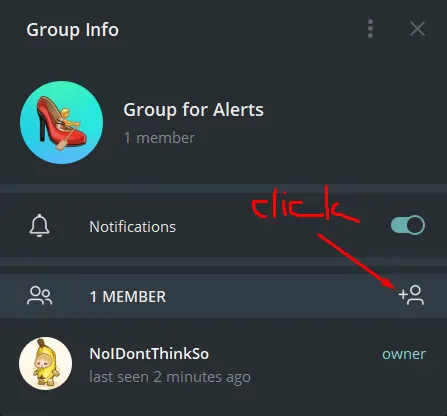 Group Info
Group for Alerts
1 member
click
Notifications
1 MEMBER
NoIDontThinkSo
owner
last seen 2 minutes ago